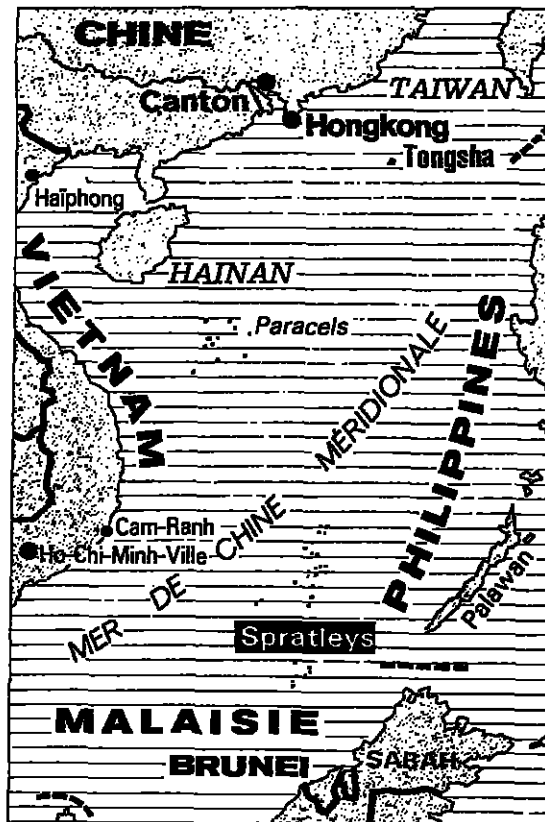 CHINE
TAIWAN
Canton
Hongkong
Tongsha
Haïphong
HAINAN
VIETNAM
Paracels
PHILIPPINES
MER DE CHINE MÉRIDIONALE
Cam-Ranh
Ho-Chi-Minh-Ville
Palawan
Spratleys
MALAISIE
BRUNEI
SABAH